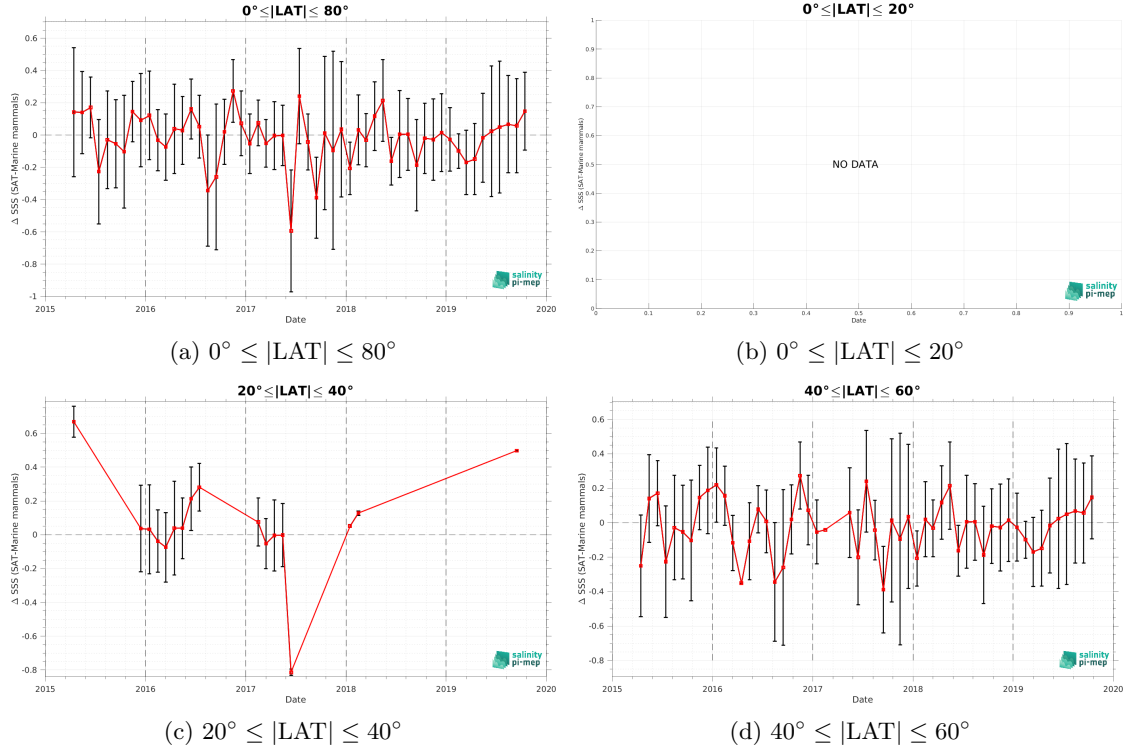 0°≤|LAT|≤ 80°
0.6
0.4
0.2
0
-0.2
-0.4
-0.6
-0.8
-1
Δ SSS (SAT-Marine mammals)
2015
2016
2017
2018
2019
2020
Date
salinity
pi-mep
(a) 0° ≤ |LAT| ≤ 80°
0°≤|LAT|≤ 20°
1
0.9
0.8
0.7
0.6
0.5
0.4
0.3
0.2
0.1
0
Δ SSS (SAT-Marine mammals)
NO DATA
0
0.1
0.2
0.3
0.4
0.5
0.6
0.7
0.8
0.9
1
Date
salinity
pi-mep
(b) 0° ≤ |LAT| ≤ 20°
20°≤|LAT|≤ 40°
0.6
0.4
0.2
0
-0.2
-0.4
-0.6
-0.8
Δ SSS (SAT-Marine mammals)
2015
2016
2017
2018
2019
2020
Date
salinity
pi-mep
(c) 20° ≤ |LAT| ≤ 40°
40°≤|LAT|≤ 60°
0.6
0.4
0.2
0
-0.2
-0.4
-0.6
-0.8
Δ SSS (SAT-Marine mammals)
2015
2016
2017
2018
2019
2020
Date
salinity
pi-mep
(d) 40° ≤ |LAT| ≤ 60°